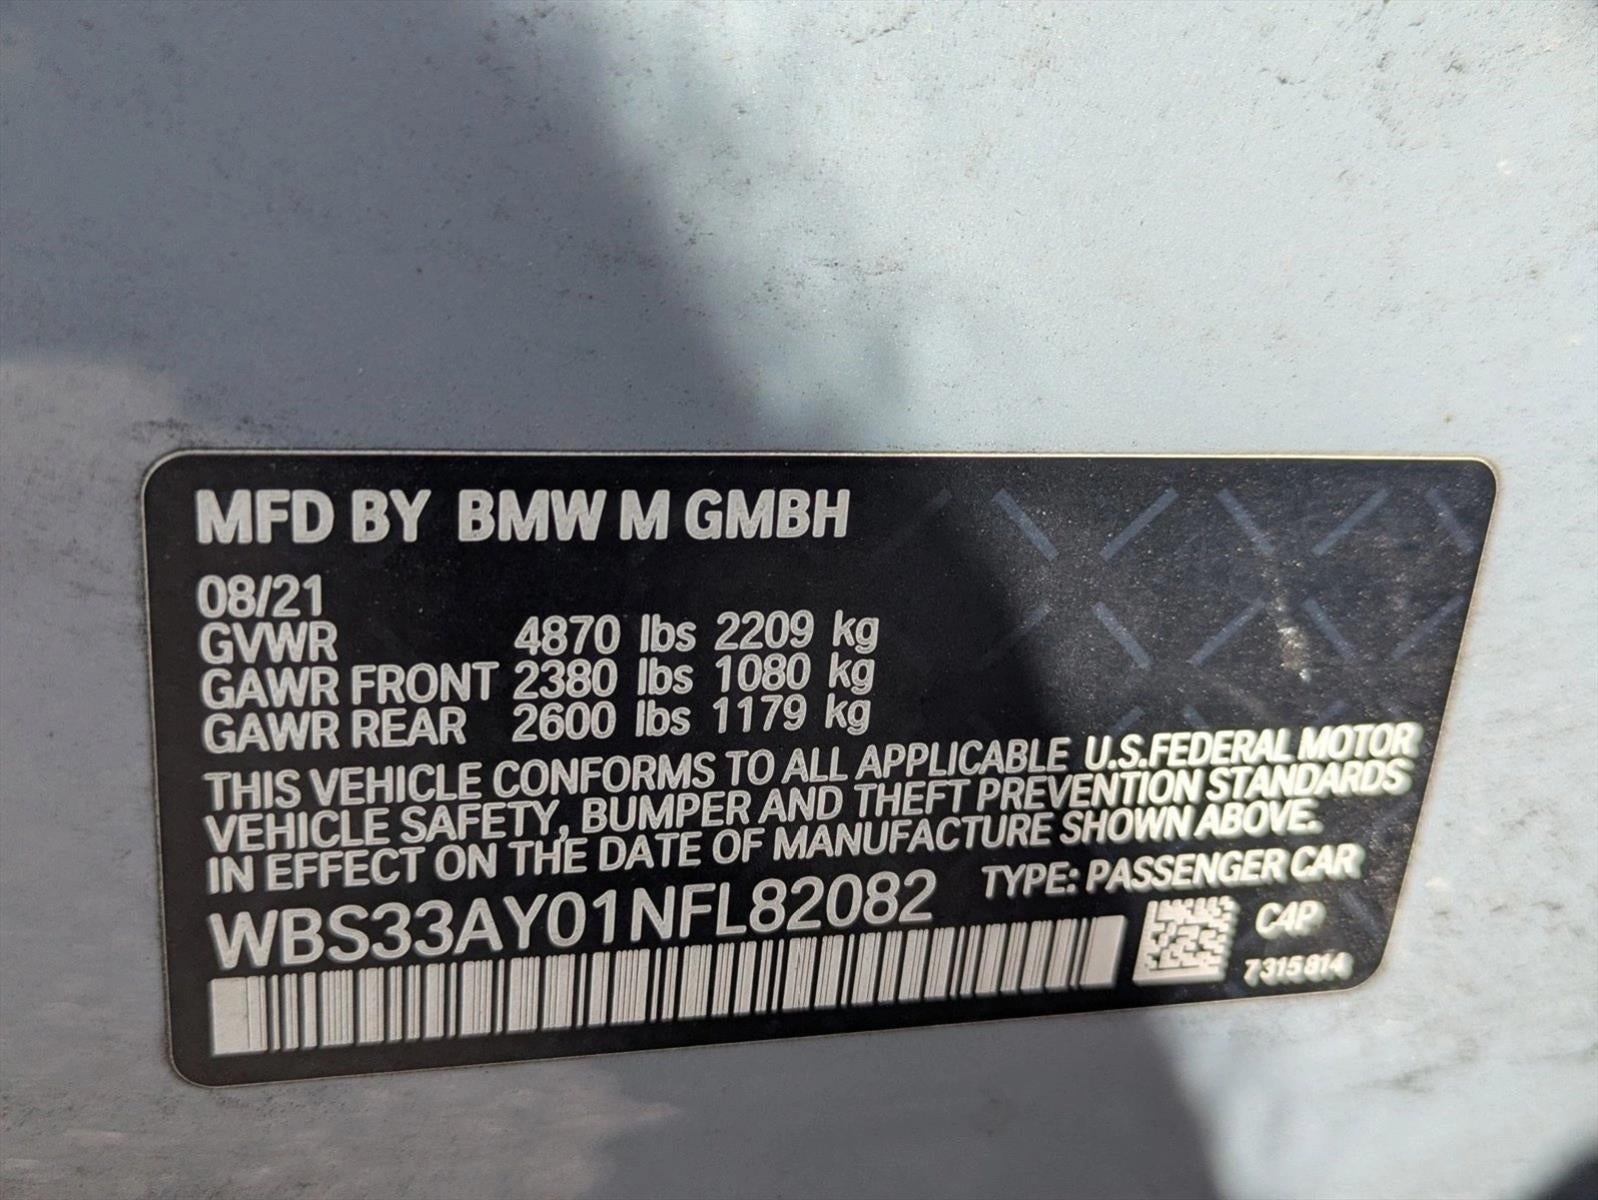 MFD BY BMW M GMBH
08/21
GVWR 4870 lbs 2209 kg
GAWR FRONT 2380 lbs 1080 kg
GAWR REAR 2600 lbs 1179 kg
THIS VEHICLE CONFORMS TO ALL APPLICABLE U.S.FEDERAL MOTOR
VEHICLE SAFETY, BUMPER AND THEFT PREVENTION STANDARDS
IN EFFECT ON THE DATE OF MANUFACTURE SHOWN ABOVE.
WBS33AY01NFL82082 TYPE: PASSENGER CAR
C4P
7315814